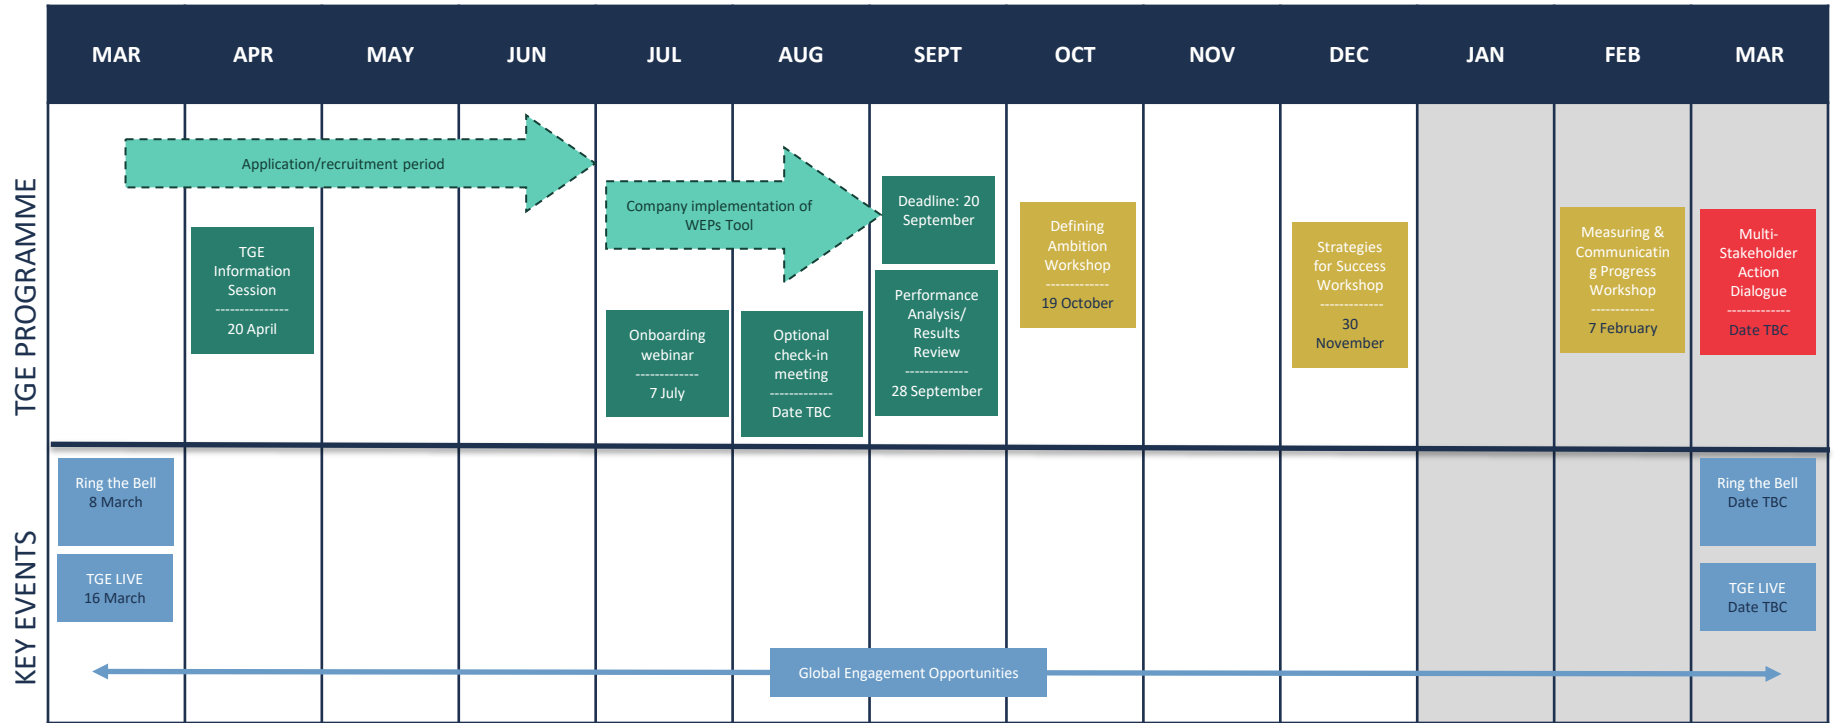 MAR APR MAY JUN JUL AUG SEPT OCT NOV DEC JAN FEB MAR
TGE PROGRAMME
Application/recruitment period
TGE
Information
Session
---------------
20 April
Company implementation of
WEPs Tool
Onboarding
webinar
-------------
7 July
Optional
check-in
meeting
-------------
Date TBC
Deadline: 20
September
Performance
Analysis/
Results
Review
-------------
28 September
Defining
Ambition
Workshop
-------------
19 October
Strategies
for Success
Workshop
-------------
30
November
Measuring &
Communicatin
g Progress
Workshop
-------------
7 February
Multi-
Stakeholder
Action
Dialogue
-------------
Date TBC
KEY EVENTS
Ring the Bell
8 March
TGE LIVE
16 March
Ring the Bell
Date TBC
TGE LIVE
Date TBC
Global Engagement Opportunities